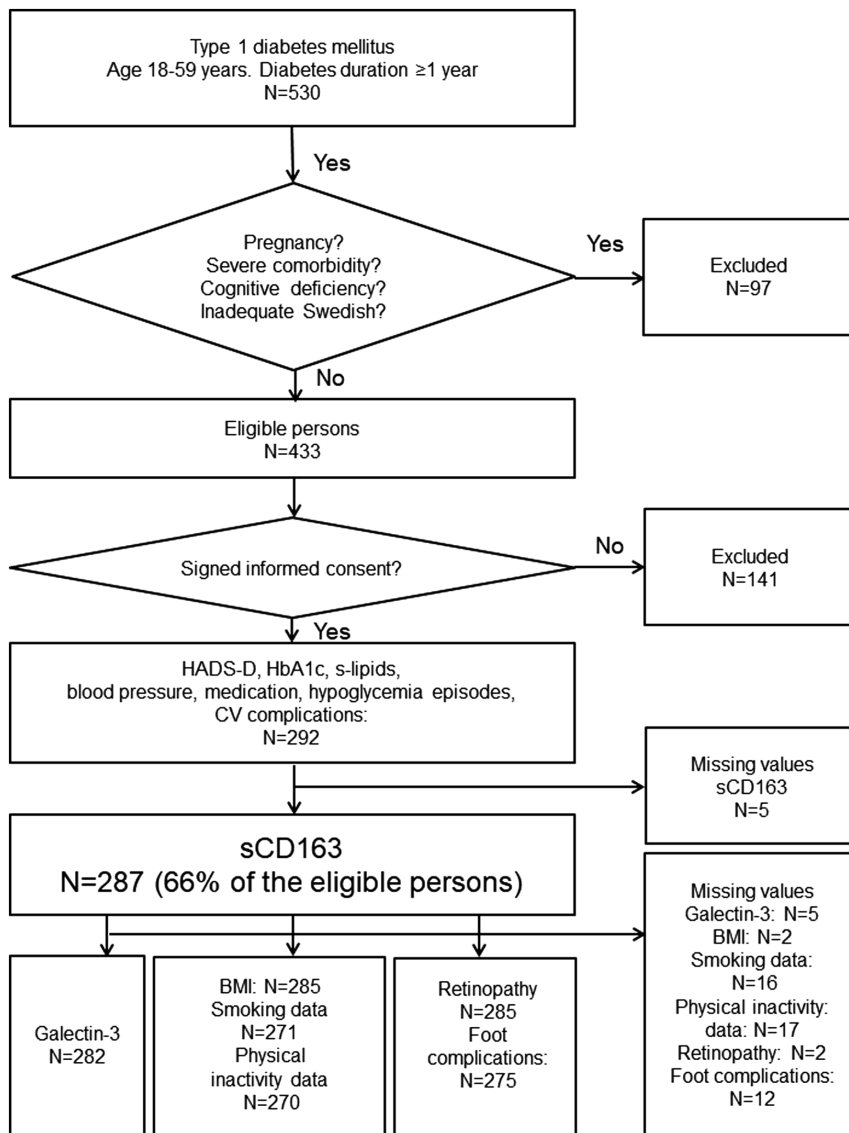 Type 1 diabetes mellitus
Age 18-59 years. Diabetes duration ≥1 year
N=530
Yes
Pregnancy?
Severe comorbidity?
Cognitive deficiency?
Inadequate Swedish?
Yes
Excluded
N=97
No
Eligible persons
N=433
Signed informed consent?
No
Excluded
N=141
Yes
HADS-D, HbA1c, s-lipids,
blood pressure, medication, hypoglycemia episodes,
CV complications:
N=292
Missing values
sCD163
N=5
sCD163
N=287 (66% of the eligible persons)
Missing values
Galectin-3: N=5
BMI: N=2
Smoking data:
N=16
Physical inactivity:
data: N=17
Retinopathy: N=2
Foot complications:
N=12
Galectin-3
N=282
BMI: N=285
Smoking data
N=271
Physical
inactivity data
N=270
Retinopathy
N=285
Foot
complications:
N=275